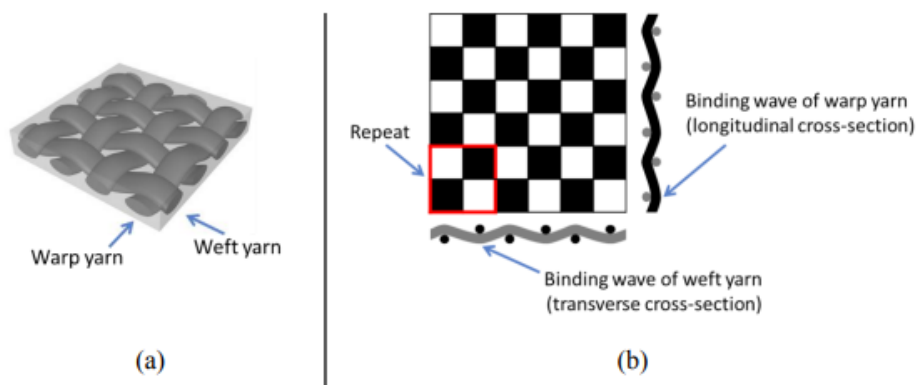 Warp yarn
Weft yarn
(a)
Repeat
Binding wave of warp yarn
(longitudinal cross-section)
Binding wave of weft yarn
(transverse cross-section)
(b)